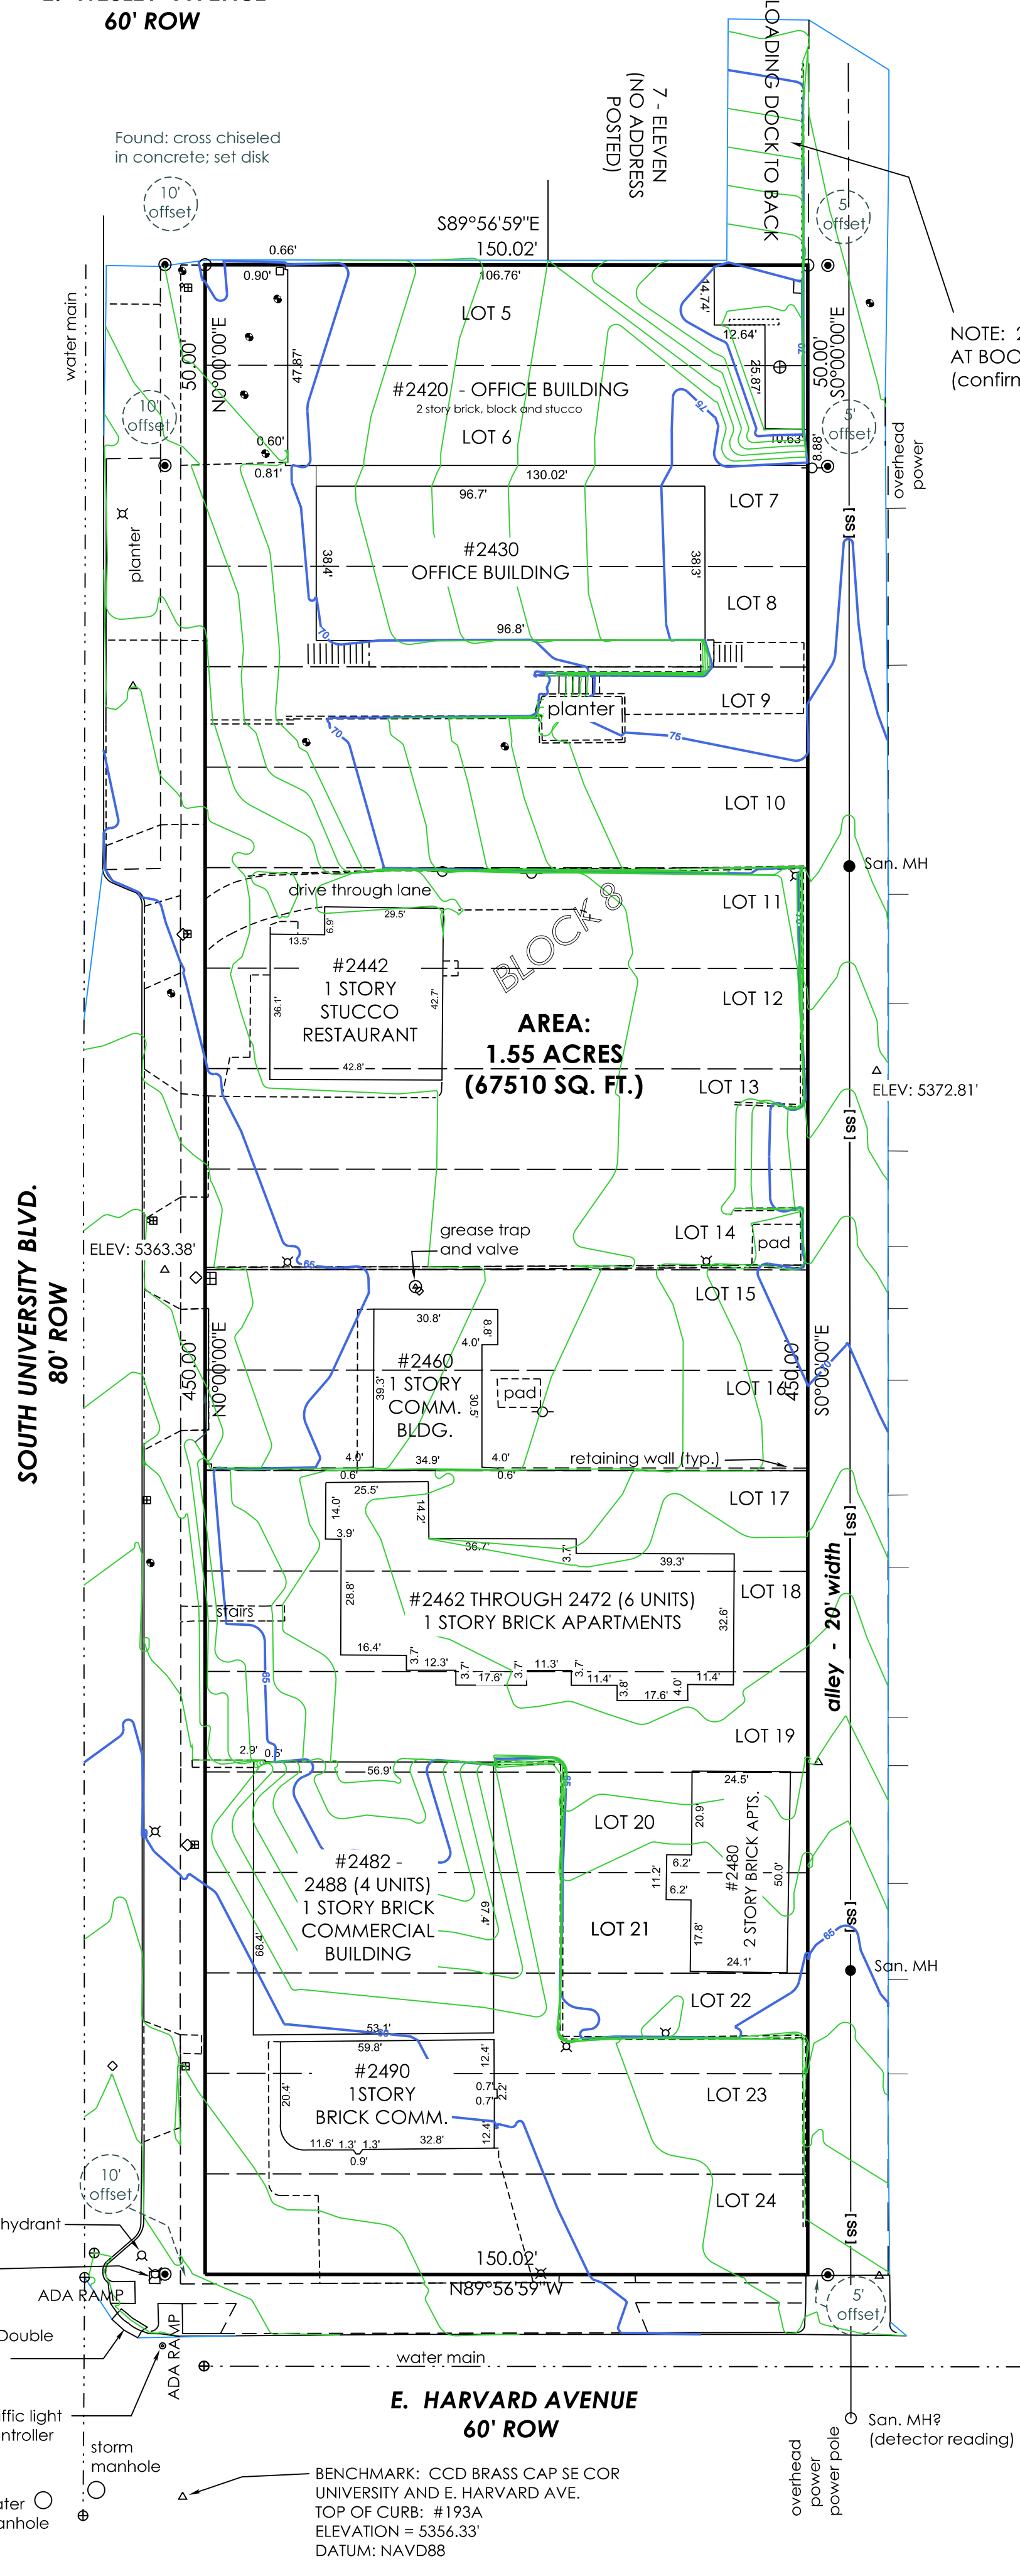 60' ROW
LOADING DOCK TO BACK
7 - ELEVEN
(NO ADDRESS
POSTED)
Found: cross chiseled
in concrete; set disk
10'
offset
5'
offset
S89°56'59"E
150.02'
0.66'
0.90'
106.76'
water main
50.00'
N0°00'00"E
47.87'
LOT 5
14.74'
12.64'
25.87'
70
50.00'
S0°00'00"E
NOTE: 2
AT BOO
(confirm
#2420 - OFFICE BUILDING
2 story brick, block and stucco
75
10'
offset
5'
offset
LOT 6
0.60'
0.81'
10.63'
8.88'
overhead
power
130.02'
96.7'
LOT 7
planter
38.4'
#2430
OFFICE BUILDING
38.3'
[SS]
LOT 8
96.8'
70
LOT 9
planter
70
75
LOT 10
San. MH
drive through lane
LOT 11
29.5'
6.9'
13.5'
BLOCK 8
#2442
1 STORY
STUCCO
RESTAURANT
36.1'
42.7'
42.8'
LOT 12
AREA:
1.55 ACRES
(67510 SQ. FT.)
LOT 13
ELEV: 5372.81'
[SS]
SOUTH UNIVERSITY BLVD.
80' ROW
ELEV: 5363.38'
grease trap
and valve
LOT 14
pad
65
LOT 15
30.8'
8.8'
4.0'
450.00'
N0°00'00"E
39.3'
#2460
1 STORY
COMM.
BLDG.
30.5'
pad
LOT 16
450.00'
S0°00'00"E
70
4.0'
34.9'
4.0'
0.6'
0.6'
retaining wall (typ.)
LOT 17
25.5'
14.0'
14.2'
3.9'
36.7'
3.7'
39.3'
[SS]
28.8'
#2462 THROUGH 2472 (6 UNITS)
1 STORY BRICK APARTMENTS
32.6'
LOT 18
alley - 20' width
stairs
16.4'
3.7'
12.3'
3.7'
17.6'
3.7'
11.3'
3.7'
11.4'
3.8'
17.6'
4.0'
11.4'
65
LOT 19
2.9'
0.5'
56.9'
65
24.5'
LOT 20
20.9'
6.2'
11.2'
6.2'
#2480
2 STORY BRICK APTS.
50.0'
#2482 -
2488 (4 UNITS)
1 STORY BRICK
COMMERCIAL
BUILDING
68.4'
67.4'
LOT 21
17.8'
24.1'
[SS]
65
San. MH
LOT 22
53.1'
60
59.8'
#2490
1STORY
BRICK COMM.
20.4'
12.4'
0.7'
2.2'
0.7'
12.4'
LOT 23
11.6'
1.3'
1.3'
32.8'
0.9'
10'
offset
LOT 24
hydrant
[SS]
150.02'
N89°56'59"W
ADA RAMP
5'
offset
Double
ADA RAMP
water main
E. HARVARD AVENUE
60' ROW
storm
manhole
San. MH?
(detector reading)
overhead
power
power pole
BENCHMARK: CCD BRASS CAP SE COR
UNIVERSITY AND E. HARVARD AVE.
TOP OF CURB: #193A
ELEVATION = 5356.33'
DATUM: NAVD88